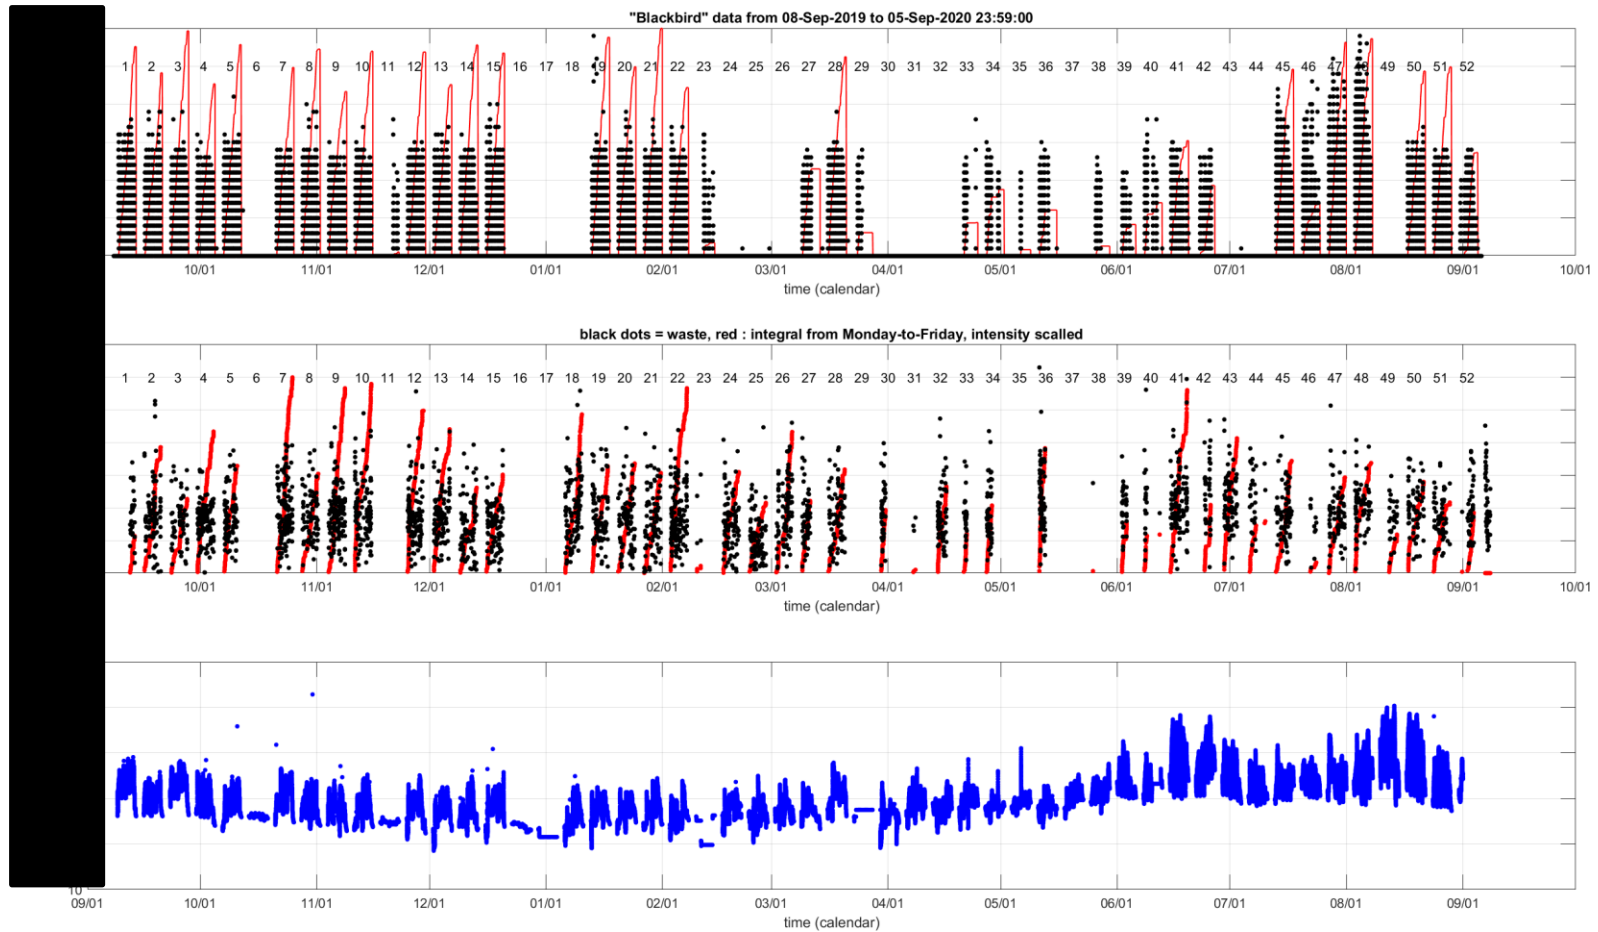 "Blackbird" data from 08-Sep-2019 to 05-Sep-2020 23:59:00
1 2 3 4 5 6 7 8 9 10 11 12 13 14 15 16 17 18 19 20 21 22 23 24 25 26 27 28 29 30 31 32 33 34 35 36 37 38 39 40 41 42 43 44 45 46 47 48 49 50 51 52
10/01 11/01 12/01 01/01 02/01 03/01 04/01 05/01 06/01 07/01 08/01 09/01 10/01
time (calendar)
black dots = waste, red : integral from Monday-to-Friday, intensity scalled
1 2 3 4 5 6 7 8 9 10 11 12 13 14 15 16 17 18 19 20 21 22 23 24 25 26 27 28 29 30 31 32 33 34 35 36 37 38 39 40 41 42 43 44 45 46 47 48 49 50 51 52
10/01 11/01 12/01 01/01 02/01 03/01 04/01 05/01 06/01 07/01 08/01 09/01 10/01
time (calendar)
10
09/01 10/01 11/01 12/01 01/01 02/01 03/01 04/01 05/01 06/01 07/01 08/01 09/01
time (calendar)